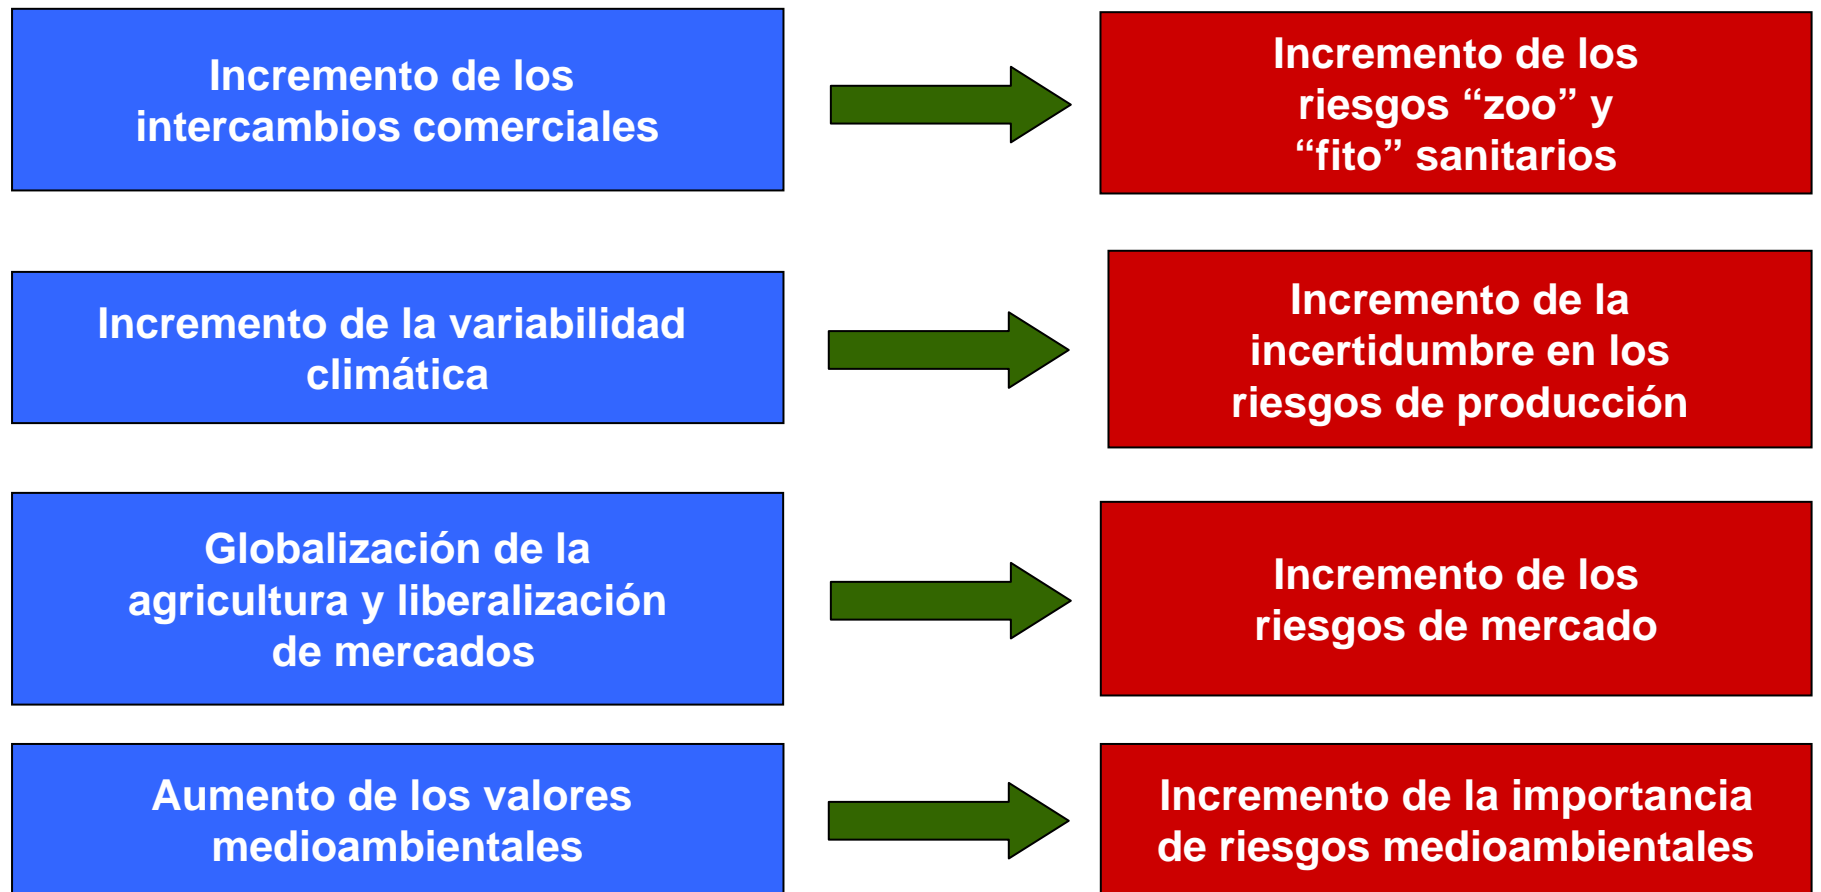 Incremento de los
intercambios comerciales
Incremento de los
riesgos “zoo” y
“fito” sanitarios
Incremento de la variabilidad
climática
Incremento de la
incertidumbre en los
riesgos de producción
Globalización de la
agricultura y liberalización
de mercados
Incremento de los
riesgos de mercado
Aumento de los valores
medioambientales
Incremento de la importancia
de riesgos medioambientales